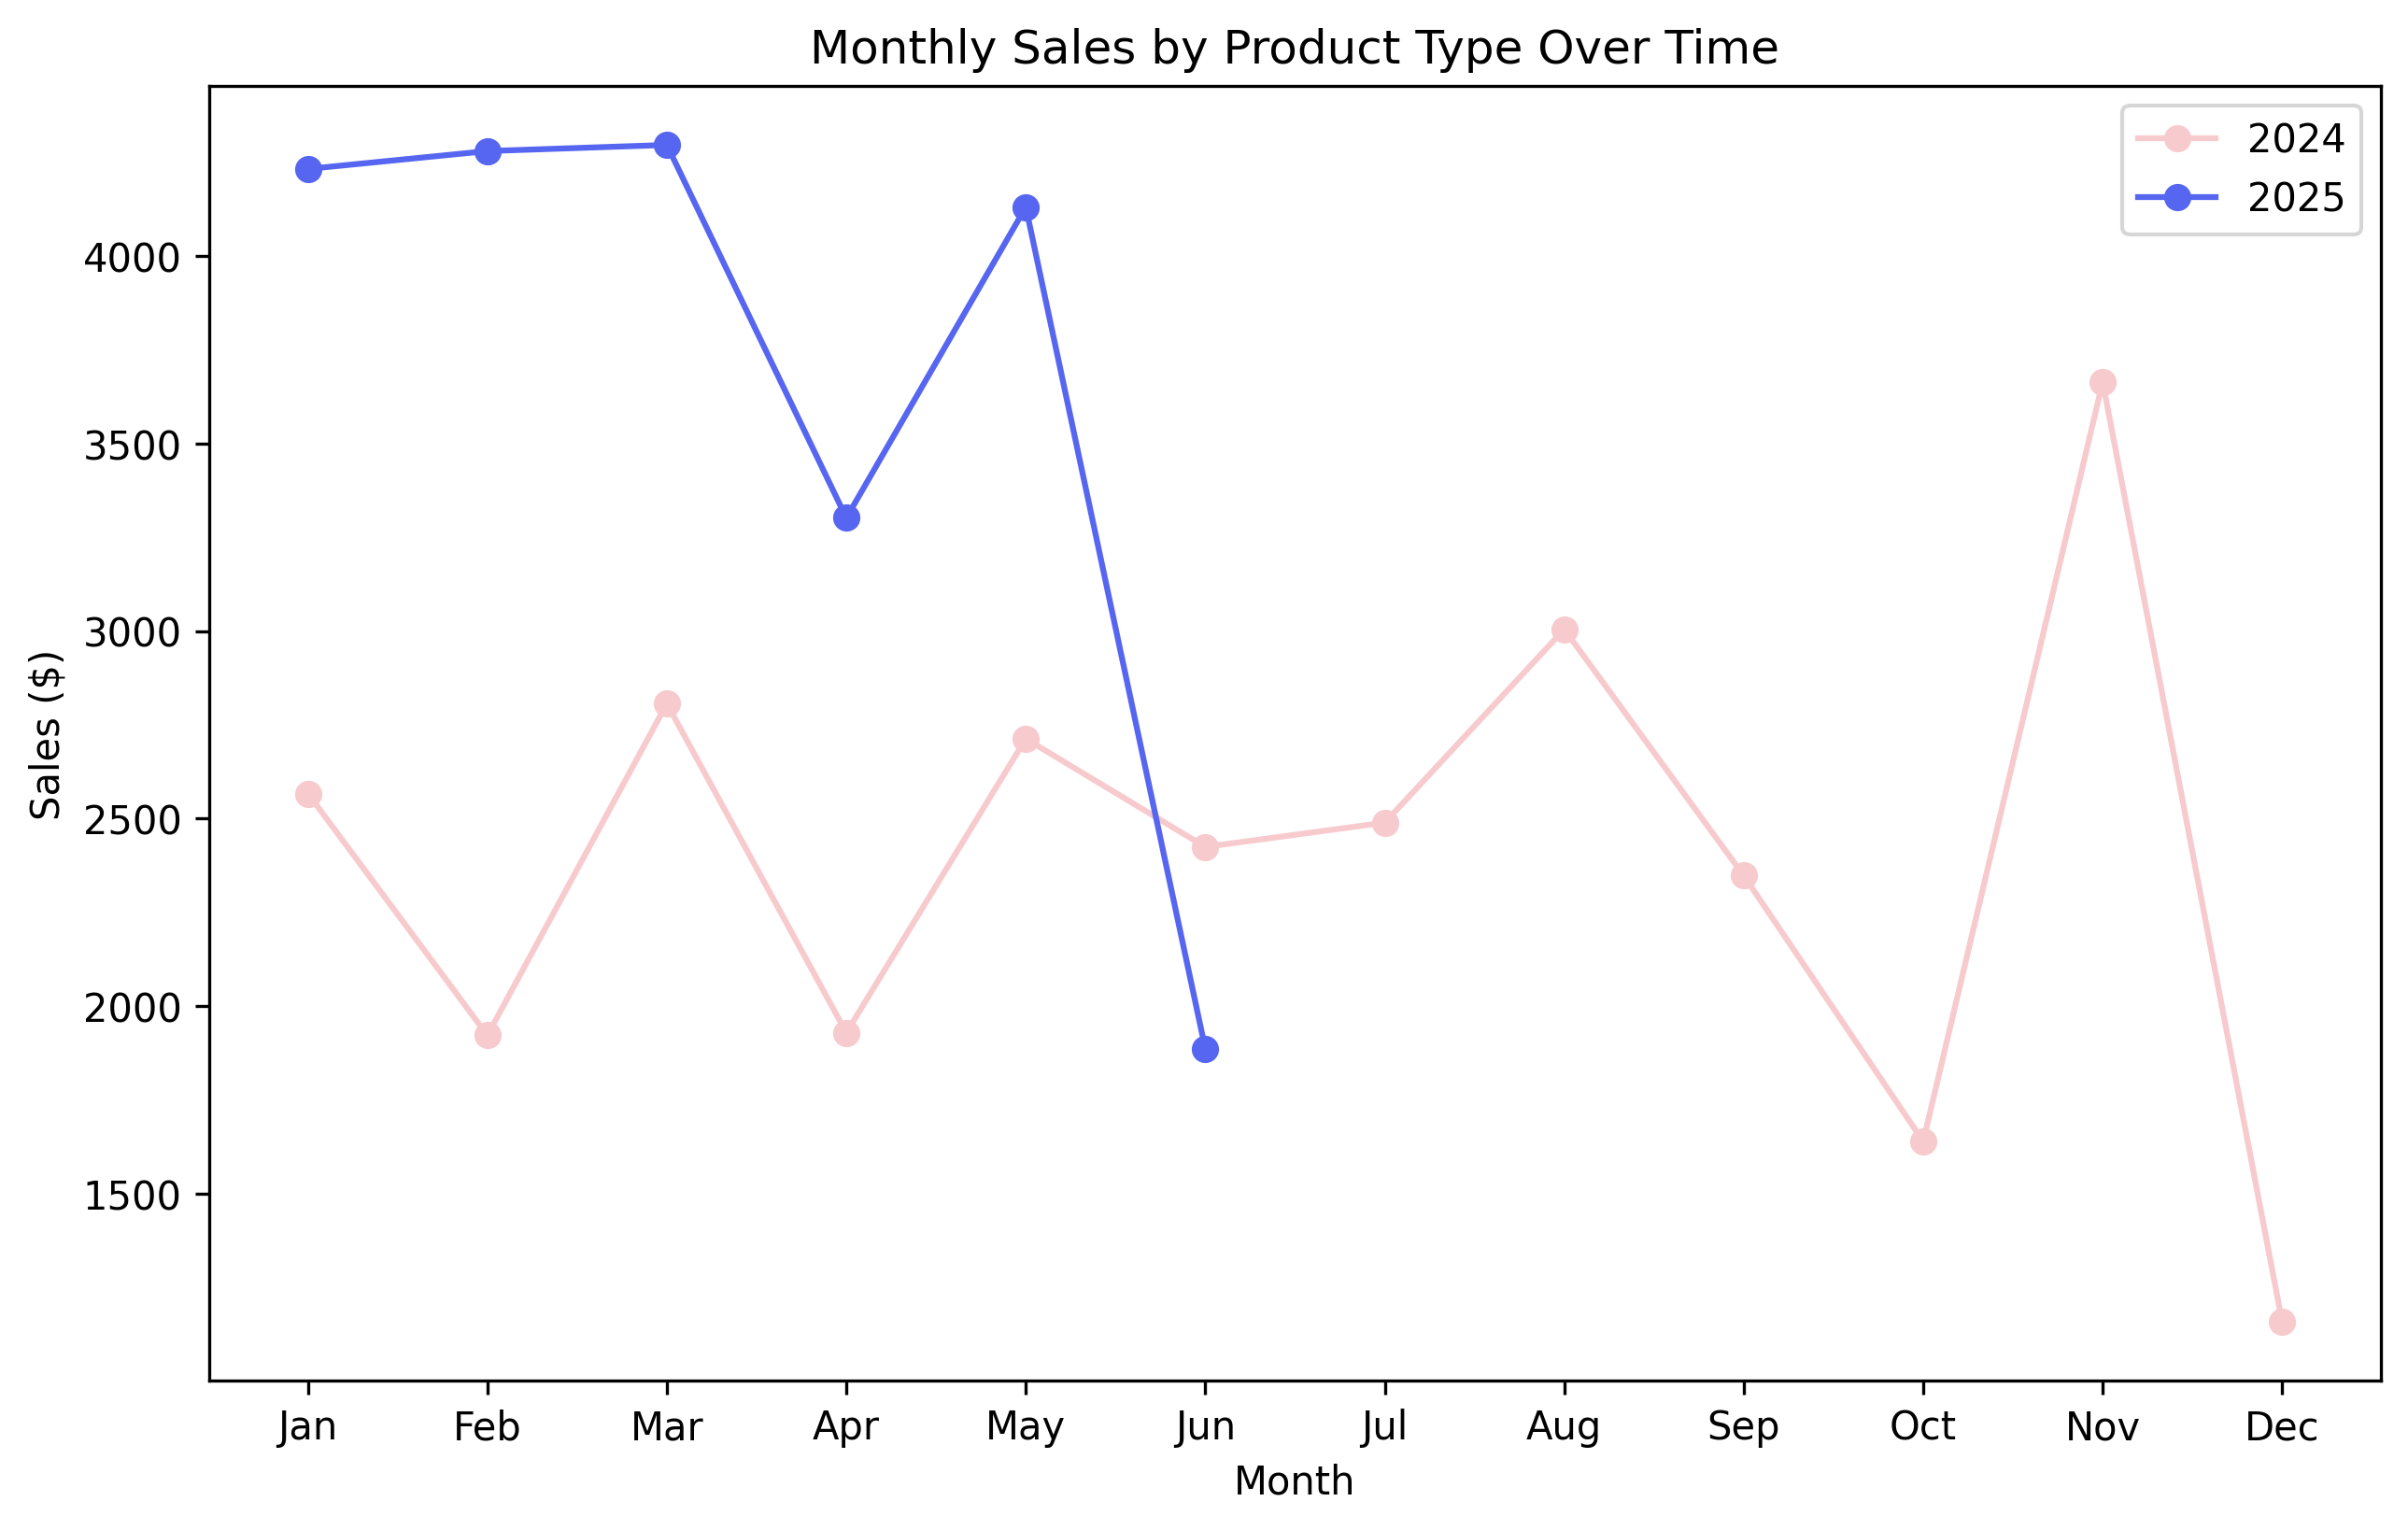 Monthly Sales by Product Type Over Time
2024
2025
Sales ($)
4000
3500
3000
2500
2000
1500
Jan Feb Mar Apr May Jun Jul Aug Sep Oct Nov Dec
Month